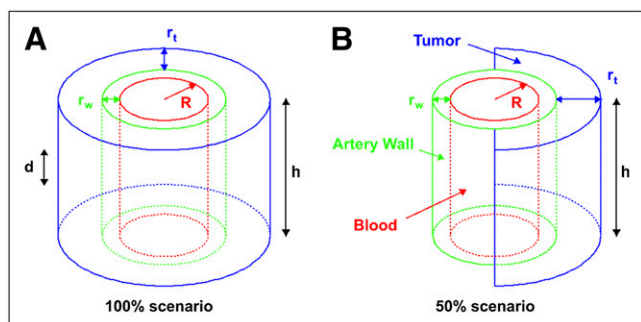 A
B
rt
Tumor
rt
rw
R
rw
R
Artery Wall
d
h
h
Blood
100% scenario
50% scenario